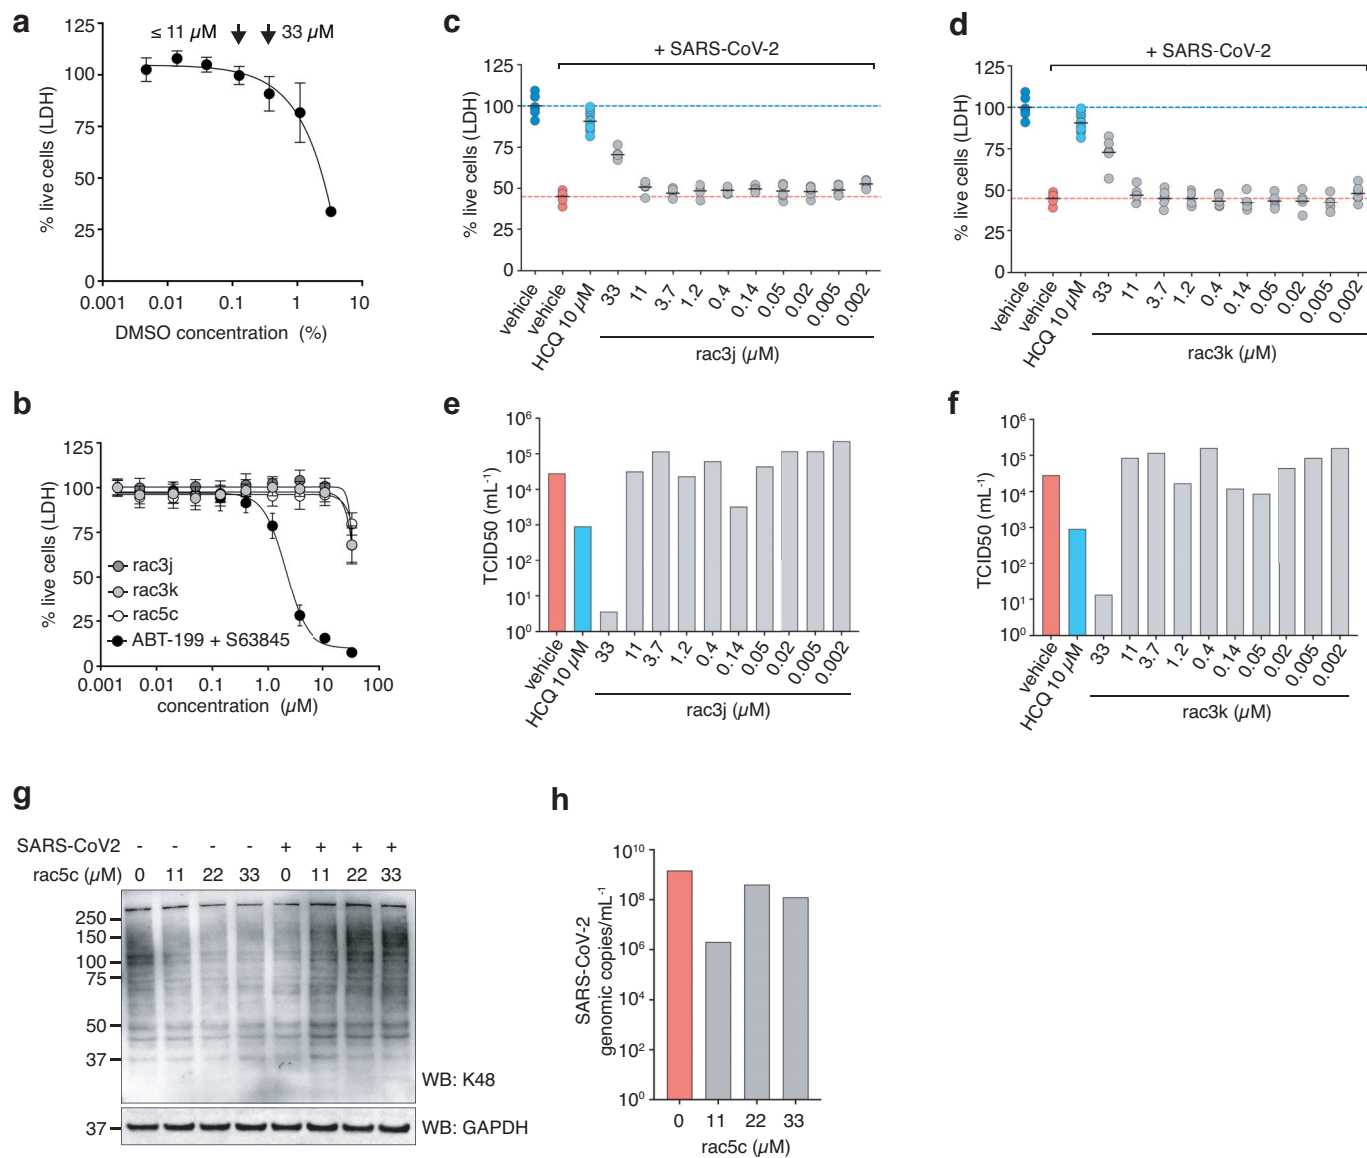 a
125
100
75
50
25
0
% live cells (LDH)
≤ 11 µM
33 µM
0.001 0.01 0.1 1 10
DMSO concentration (%)
b
125
100
75
50
25
0
% live cells (LDH)
rac3j
rac3k
rac5c
ABT-199 + S63845
0.001 0.01 0.1 1.0 10 100
concentration (µM)
c
+ SARS-CoV-2
125
100
75
50
25
0
% live cells (LDH)
vehicle vehicle HCQ 10 µM 33 11 3.7 1.2 0.4 0.14 0.05 0.02 0.005 0.002
rac3j (µM)
d
+ SARS-CoV-2
125
100
75
50
25
0
% live cells (LDH)
vehicle vehicle HCQ 10 µM 33 11 3.7 1.2 0.4 0.14 0.05 0.02 0.005 0.002
rac3k (µM)
e
10⁶
10⁵
10⁴
10³
10²
10¹
10⁰
TCID50 (mL⁻¹)
vehicle HCQ 10 µM 33 11 3.7 1.2 0.4 0.14 0.05 0.02 0.005 0.002
rac3j (µM)
f
10⁶
10⁵
10⁴
10³
10²
10¹
10⁰
TCID50 (mL⁻¹)
vehicle HCQ 10 µM 33 11 3.7 1.2 0.4 0.14 0.05 0.02 0.005 0.002
rac3k (µM)
g
SARS-CoV2 - - - - + + + +
rac5c (µM) 0 11 22 33 0 11 22 33
250
150
100
75
50
37
WB: K48
37
WB: GAPDH
h
10¹⁰
10⁸
10⁶
10⁴
10²
10⁰
SARS-CoV-2
genomic copies/mL⁻¹
0 11 22 33
rac5c (µM)